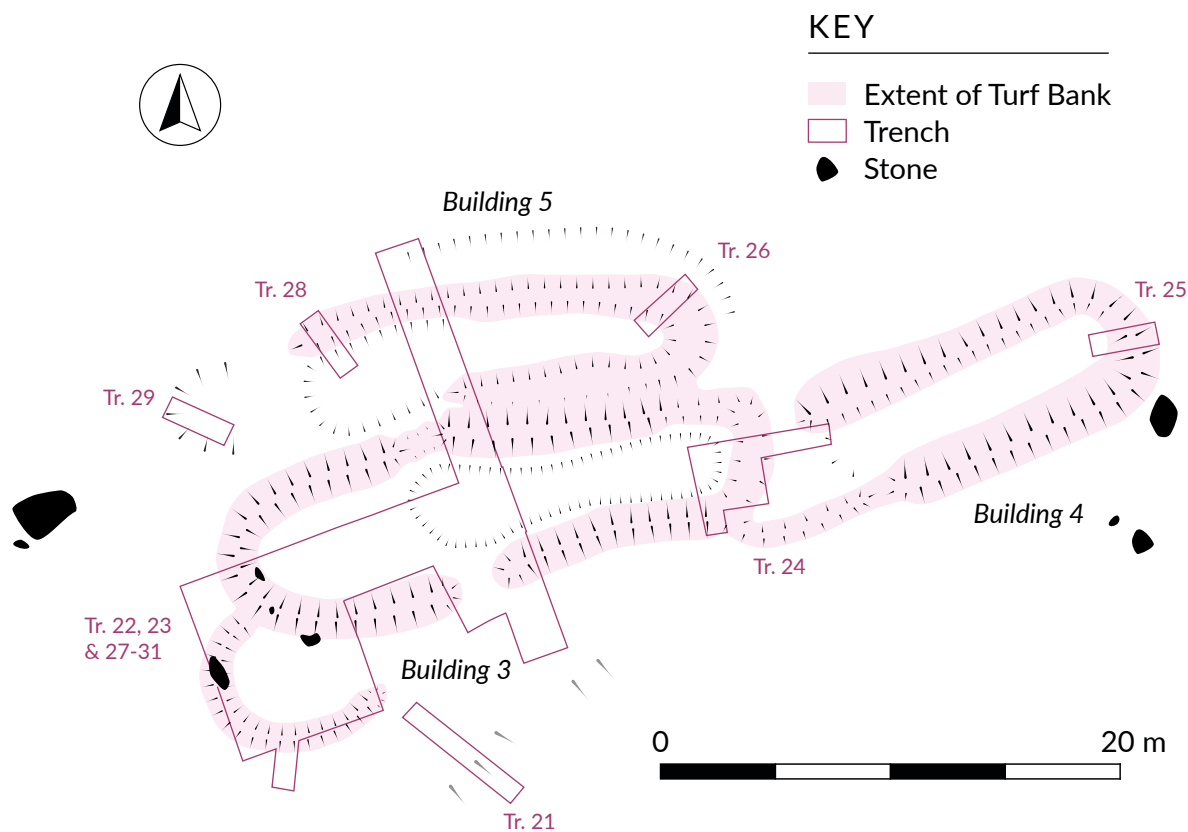 KEY
Extent of Turf Bank
Trench
Stone
Building 5
Tr. 26
Tr. 28
Tr. 25
Tr. 29
Building 4
Tr. 24
Tr. 22, 23
& 27-31
Building 3
0
20 m
Tr. 21